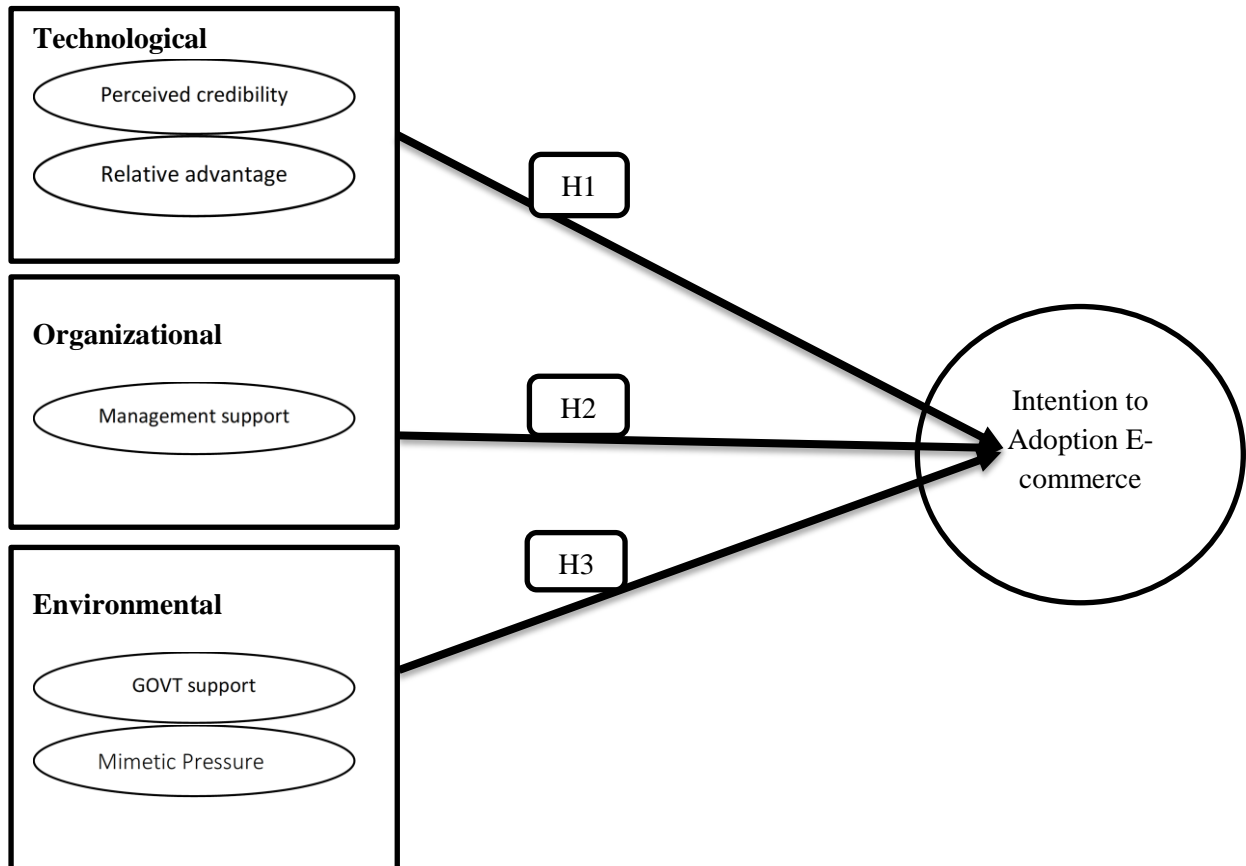 Technological
Perceived credibility
Relative advantage
H1
Organizational
Management support
H2
Intention to
Adoption E-
commerce
H3
Environmental
GOVT support
Mimetic Pressure